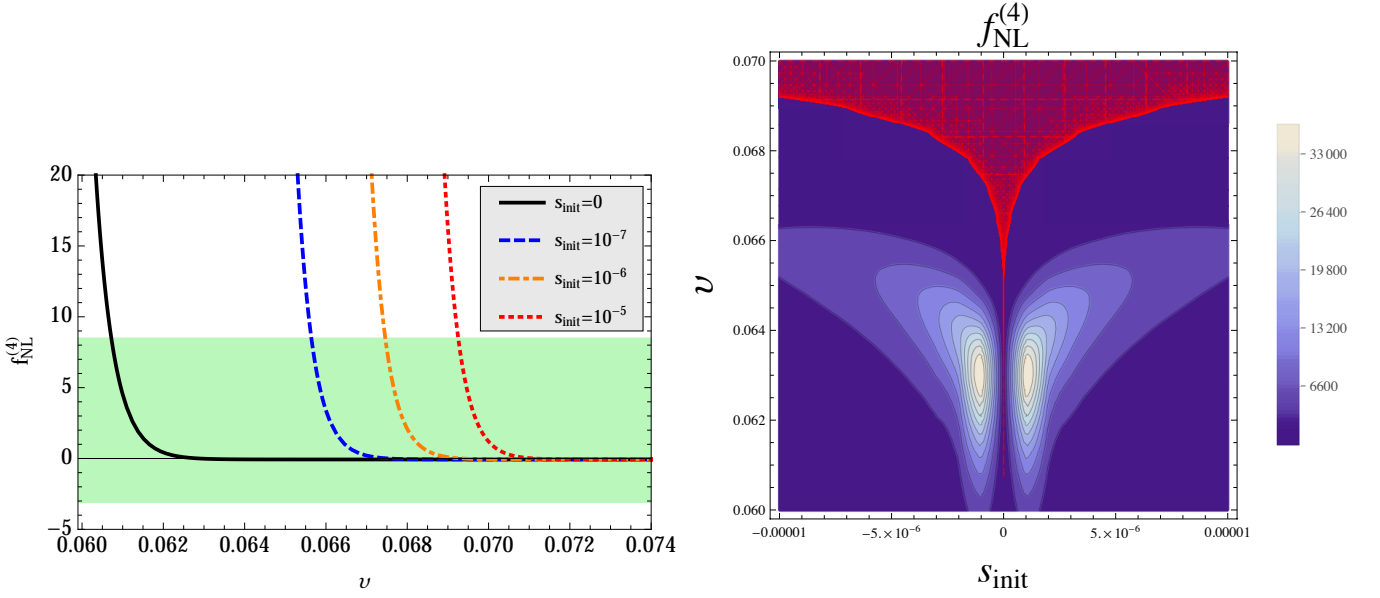 20
15
10
5
0
−5
f_NL^(4)
0.060 0.062 0.064 0.066 0.068 0.070 0.072 0.074
υ
s_init=0
s_init=10^-7
s_init=10^-6
s_init=10^-5
f_NL^(4)
0.070
0.068
0.066
0.064
0.062
0.060
υ
−0.00001 −5.×10^-6 0 5.×10^-6 0.00001
s_init
33 000
26 400
19 800
13 200
6600